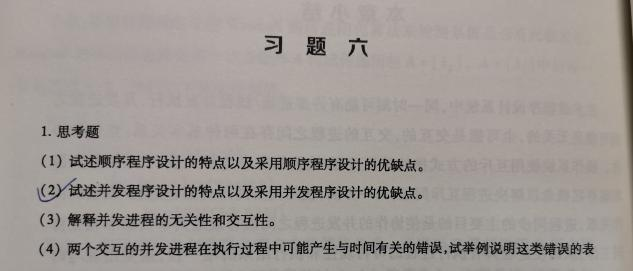 习 题 六
1. 思考题
(1) 试述顺序程序设计的特点以及采用顺序程序设计的优缺点。
(2) 试述并发程序设计的特点以及采用并发程序设计的优缺点。
(3) 解释并发进程的无关性和交互性。
(4) 两个交互的并发进程在执行过程中可能产生与时间有关的错误,试举例说明这类错误的表